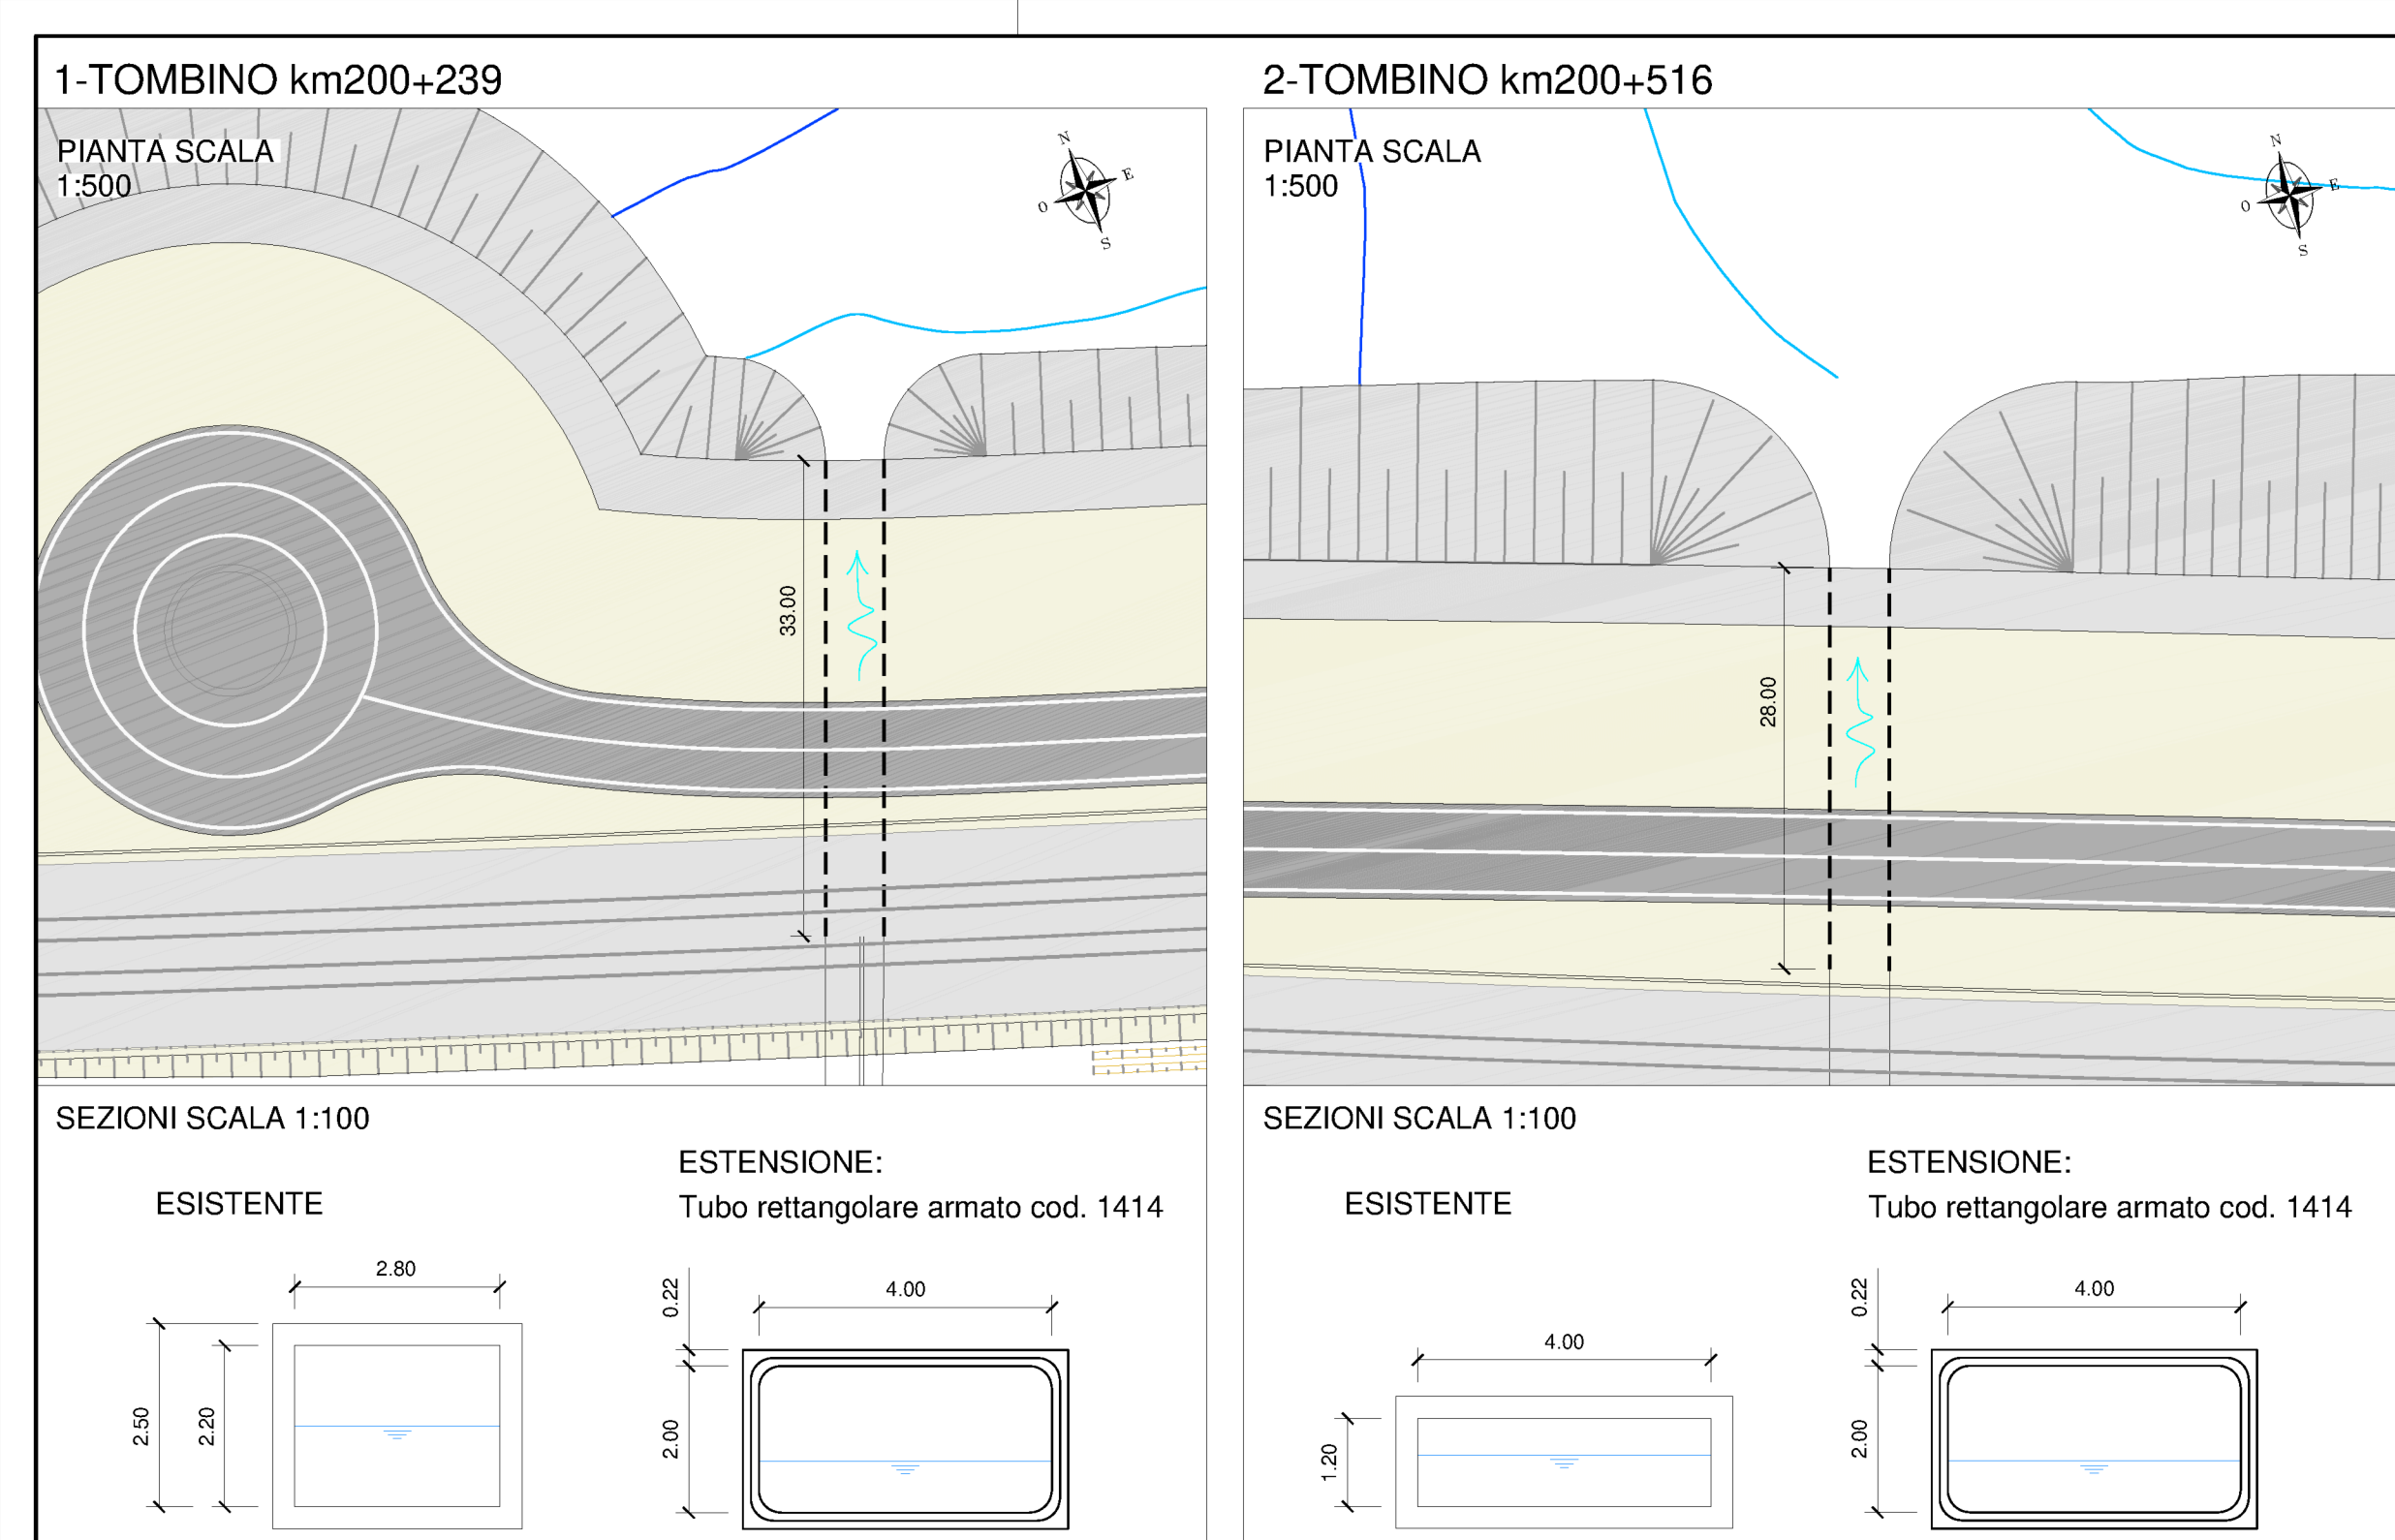 1-TOMBINO km200+239
PIANTA SCALA
1:500
N
E
O
S
33.00
SEZIONI SCALA 1:100
ESISTENTE
ESTENSIONE:
Tubo rettangolare armato cod. 1414
2.80
2.50
2.20
0.22
4.00
2.00
2-TOMBINO km200+516
PIANTA SCALA
1:500
N
E
O
S
28.00
SEZIONI SCALA 1:100
ESISTENTE
ESTENSIONE:
Tubo rettangolare armato cod. 1414
4.00
1.20
0.22
4.00
2.00